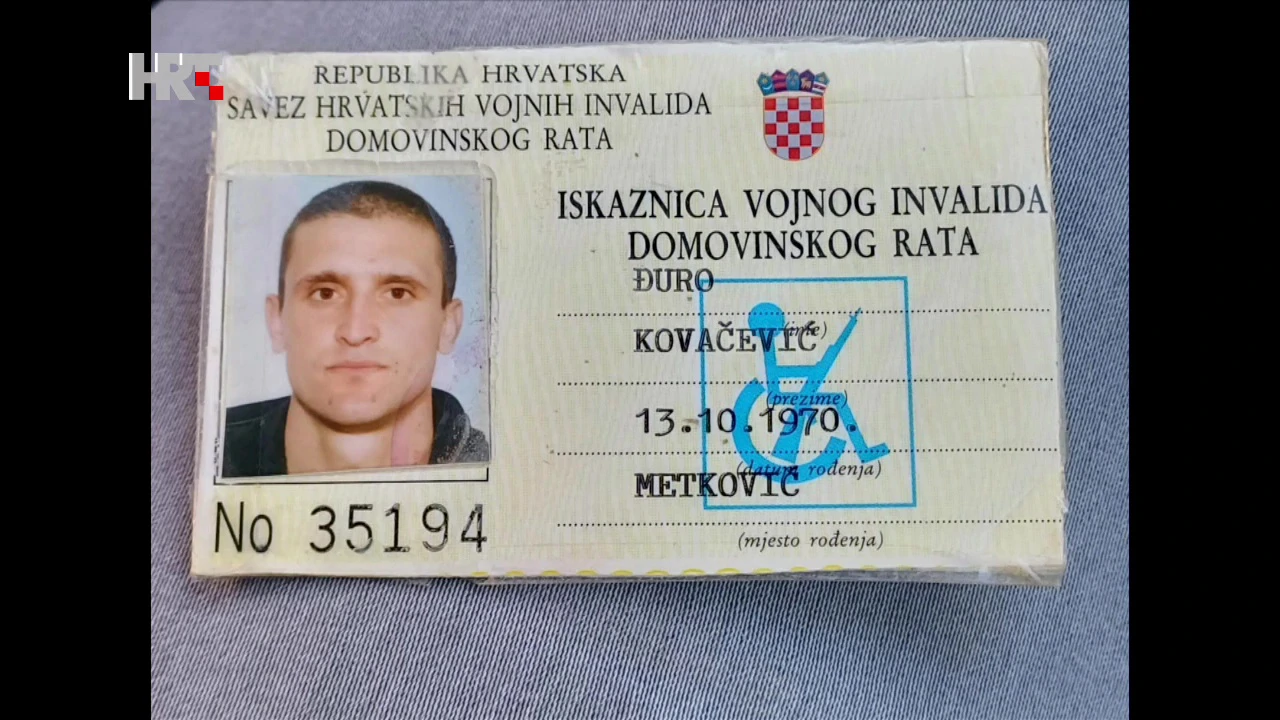 HRT
REPUBLIKA HRVATSKA
SAVEZ HRVATSKIH VOJNIH INVALIDA
DOMOVINSKOG RATA
No 35194
ISKAZNICA VOJNOG INVALIDA
DOMOVINSKOG RATA
ĐURO
(ime)
KOVAČEVIĆ
(prezime)
13.10.1970.
(datum rođenja)
METKOVIĆ
(mjesto rođenja)